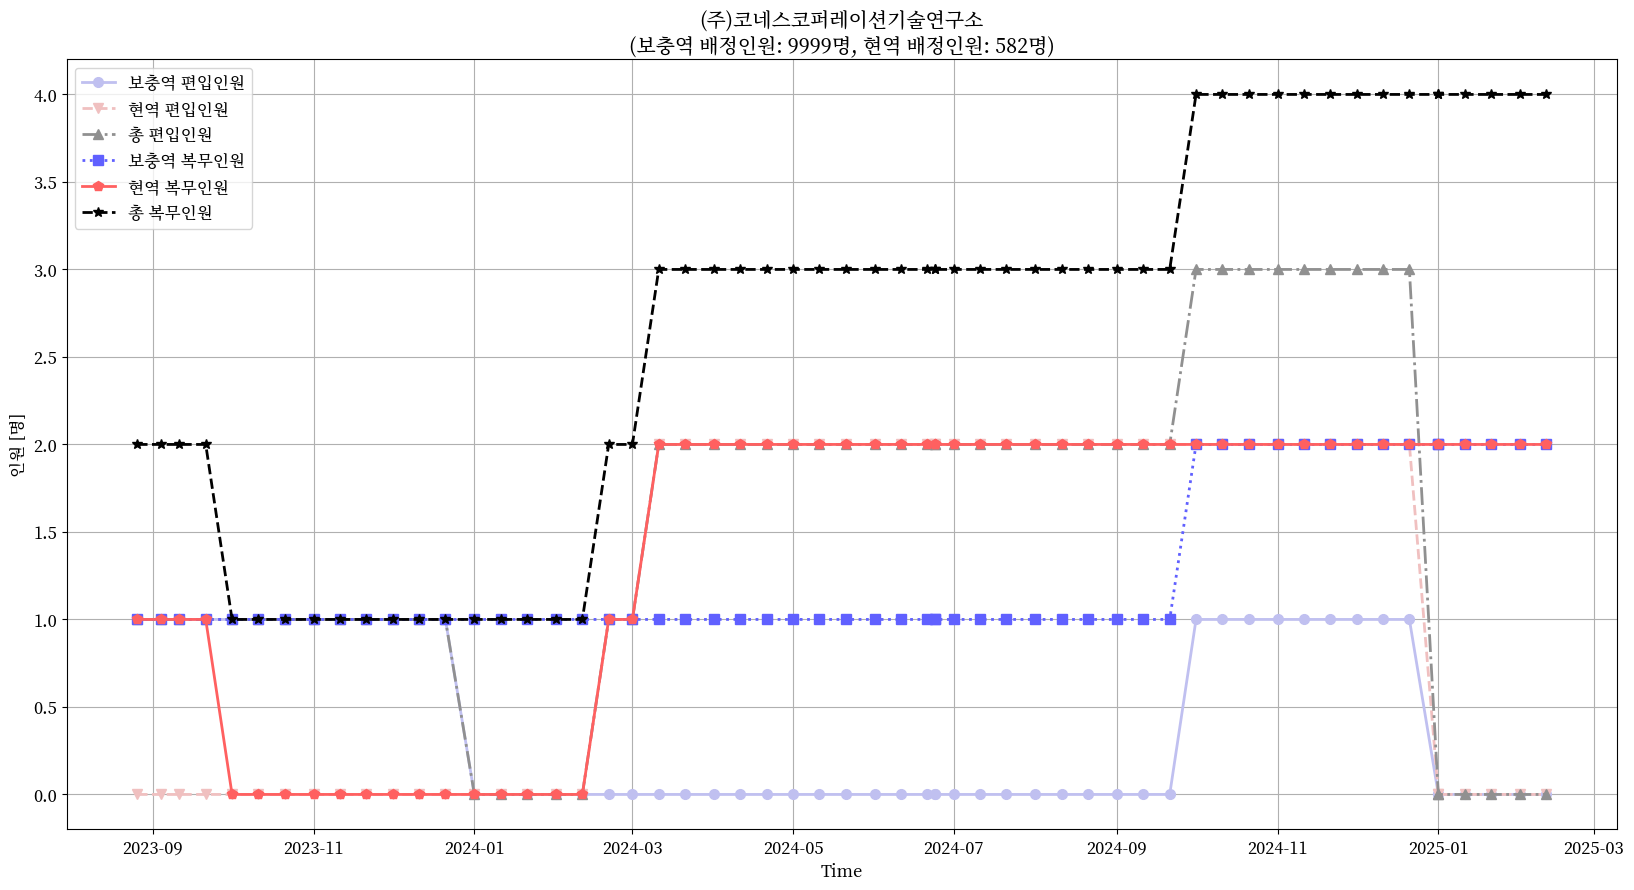 (주)코네스코퍼레이션기술연구소
(보충역 배정인원: 9999명, 현역 배정인원: 582명)
보충역 편입인원
현역 편입인원
총 편입인원
보충역 복무인원
현역 복무인원
총 복무인원
4.0
3.5
3.0
2.5
2.0
1.5
1.0
0.5
0.0
인원 [명]
2023-09
2023-11
2024-01
2024-03
2024-05
2024-07
2024-09
2024-11
2025-01
2025-03
Time